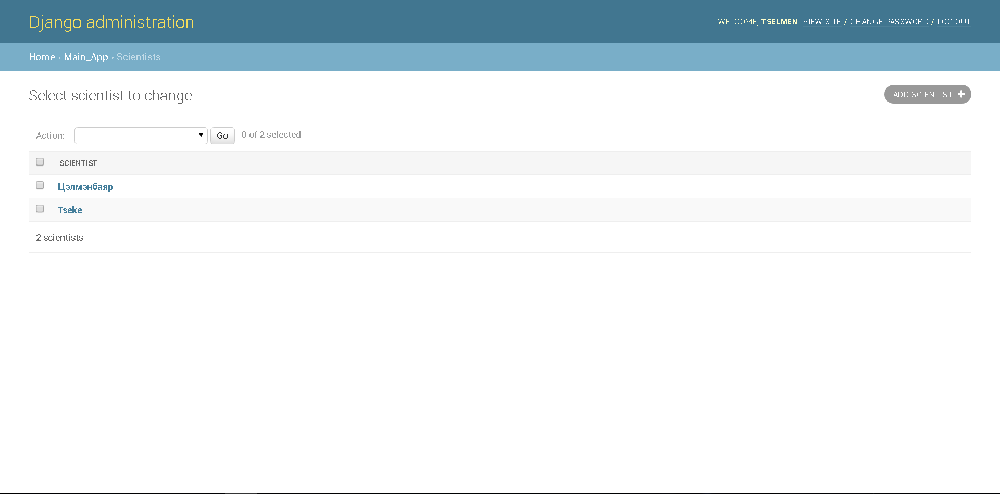 Django administration
WELCOME, TSELMEN. VIEW SITE / CHANGE PASSWORD / LOG OUT
Home › Main_App › Scientists
Select scientist to change
ADD SCIENTIST +
Action: --------- Go 0 of 2 selected
SCIENTIST
Цэлмэнбаяр
Tseke
2 scientists